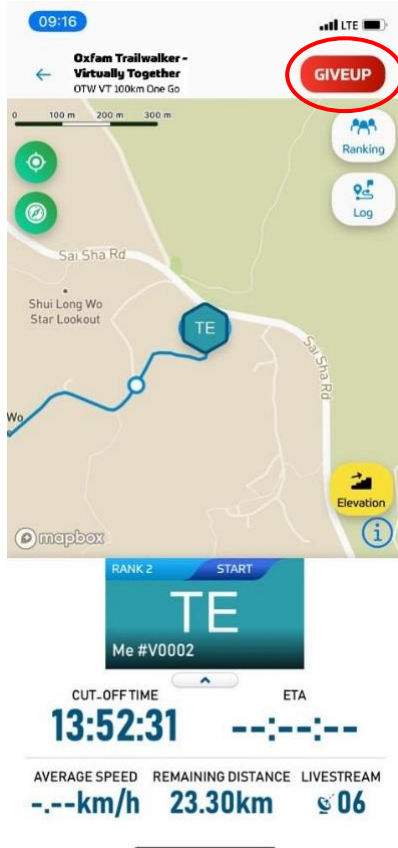 09:16
LTE
Oxfam Trailwalker -
Virtually Together
OTW VT 100km One Go
GIVEUP
0 100 m 200 m 300 m
Ranking
Log
Sai Sha Rd
Shui Long Wo
Star Lookout
TE
Sai Sha Rd
Wo
Elevation
mapbox
RANK 2 START
TE
Me #V0002
CUT-OFF TIME ETA
13:52:31 --:--:--
AVERAGE SPEED REMAINING DISTANCE LIVESTREAM
-.--km/h 23.30km 06